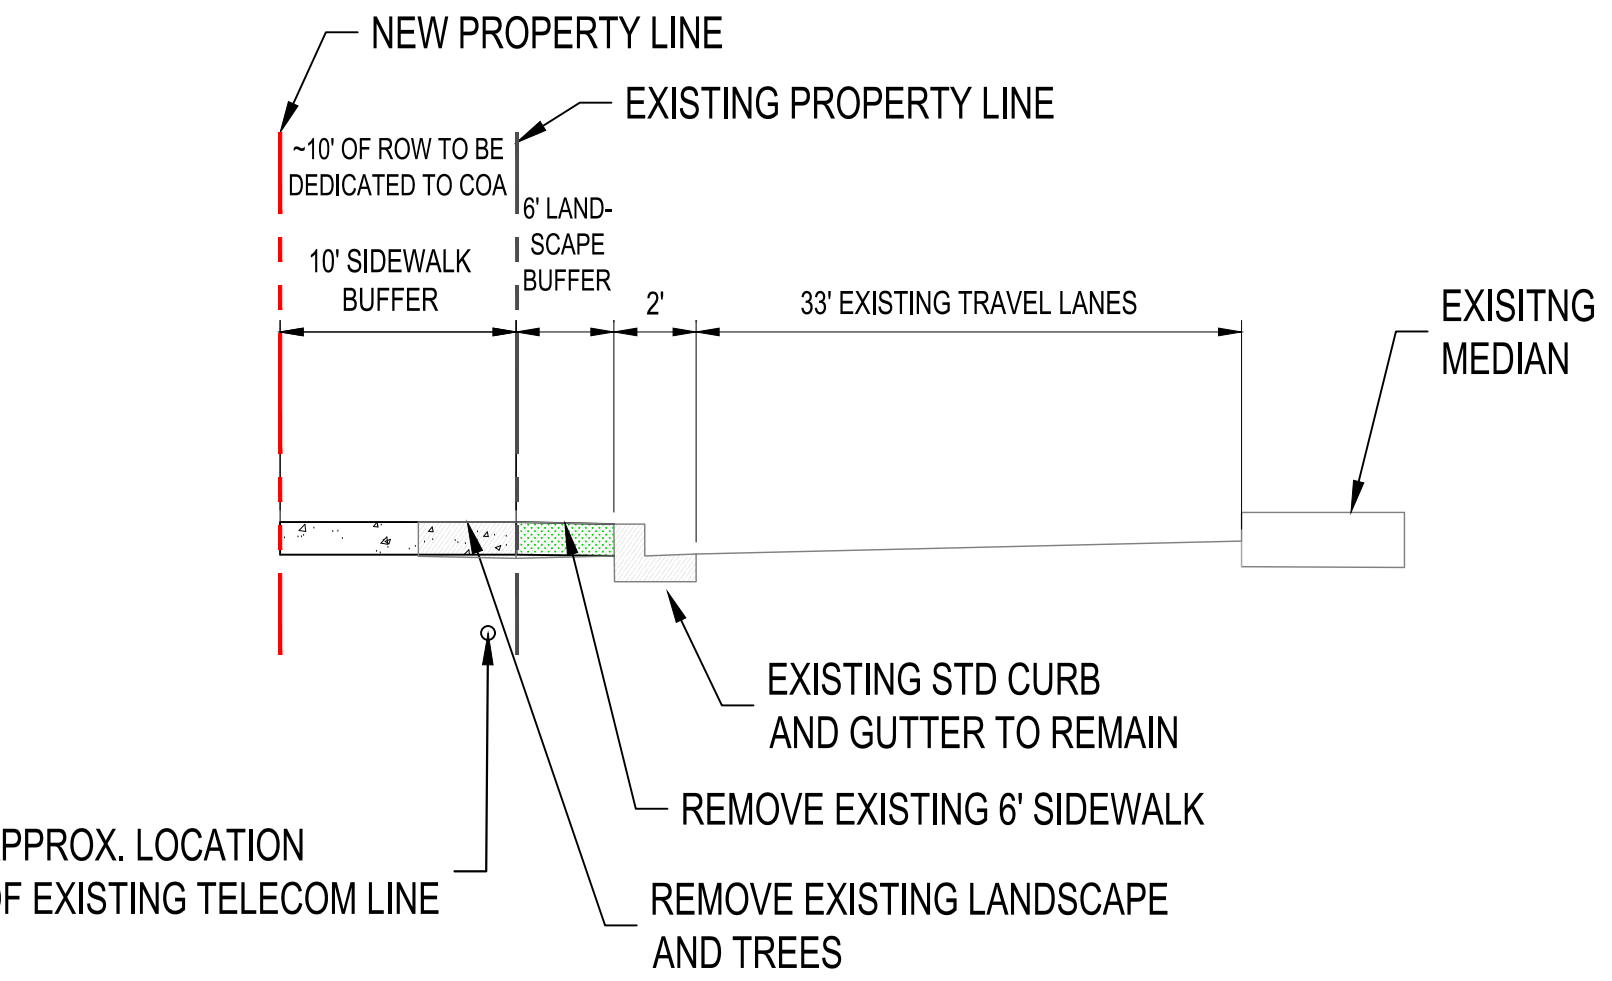 NEW PROPERTY LINE
EXISTING PROPERTY LINE
~10' OF ROW TO BE
DEDICATED TO COA
6' LAND-
SCAPE
BUFFER
10' SIDEWALK
BUFFER
2'
33' EXISTING TRAVEL LANES
EXISITNG
MEDIAN
EXISTING STD CURB
AND GUTTER TO REMAIN
REMOVE EXISTING 6' SIDEWALK
PPROX. LOCATION
OF EXISTING TELECOM LINE
REMOVE EXISTING LANDSCAPE
AND TREES